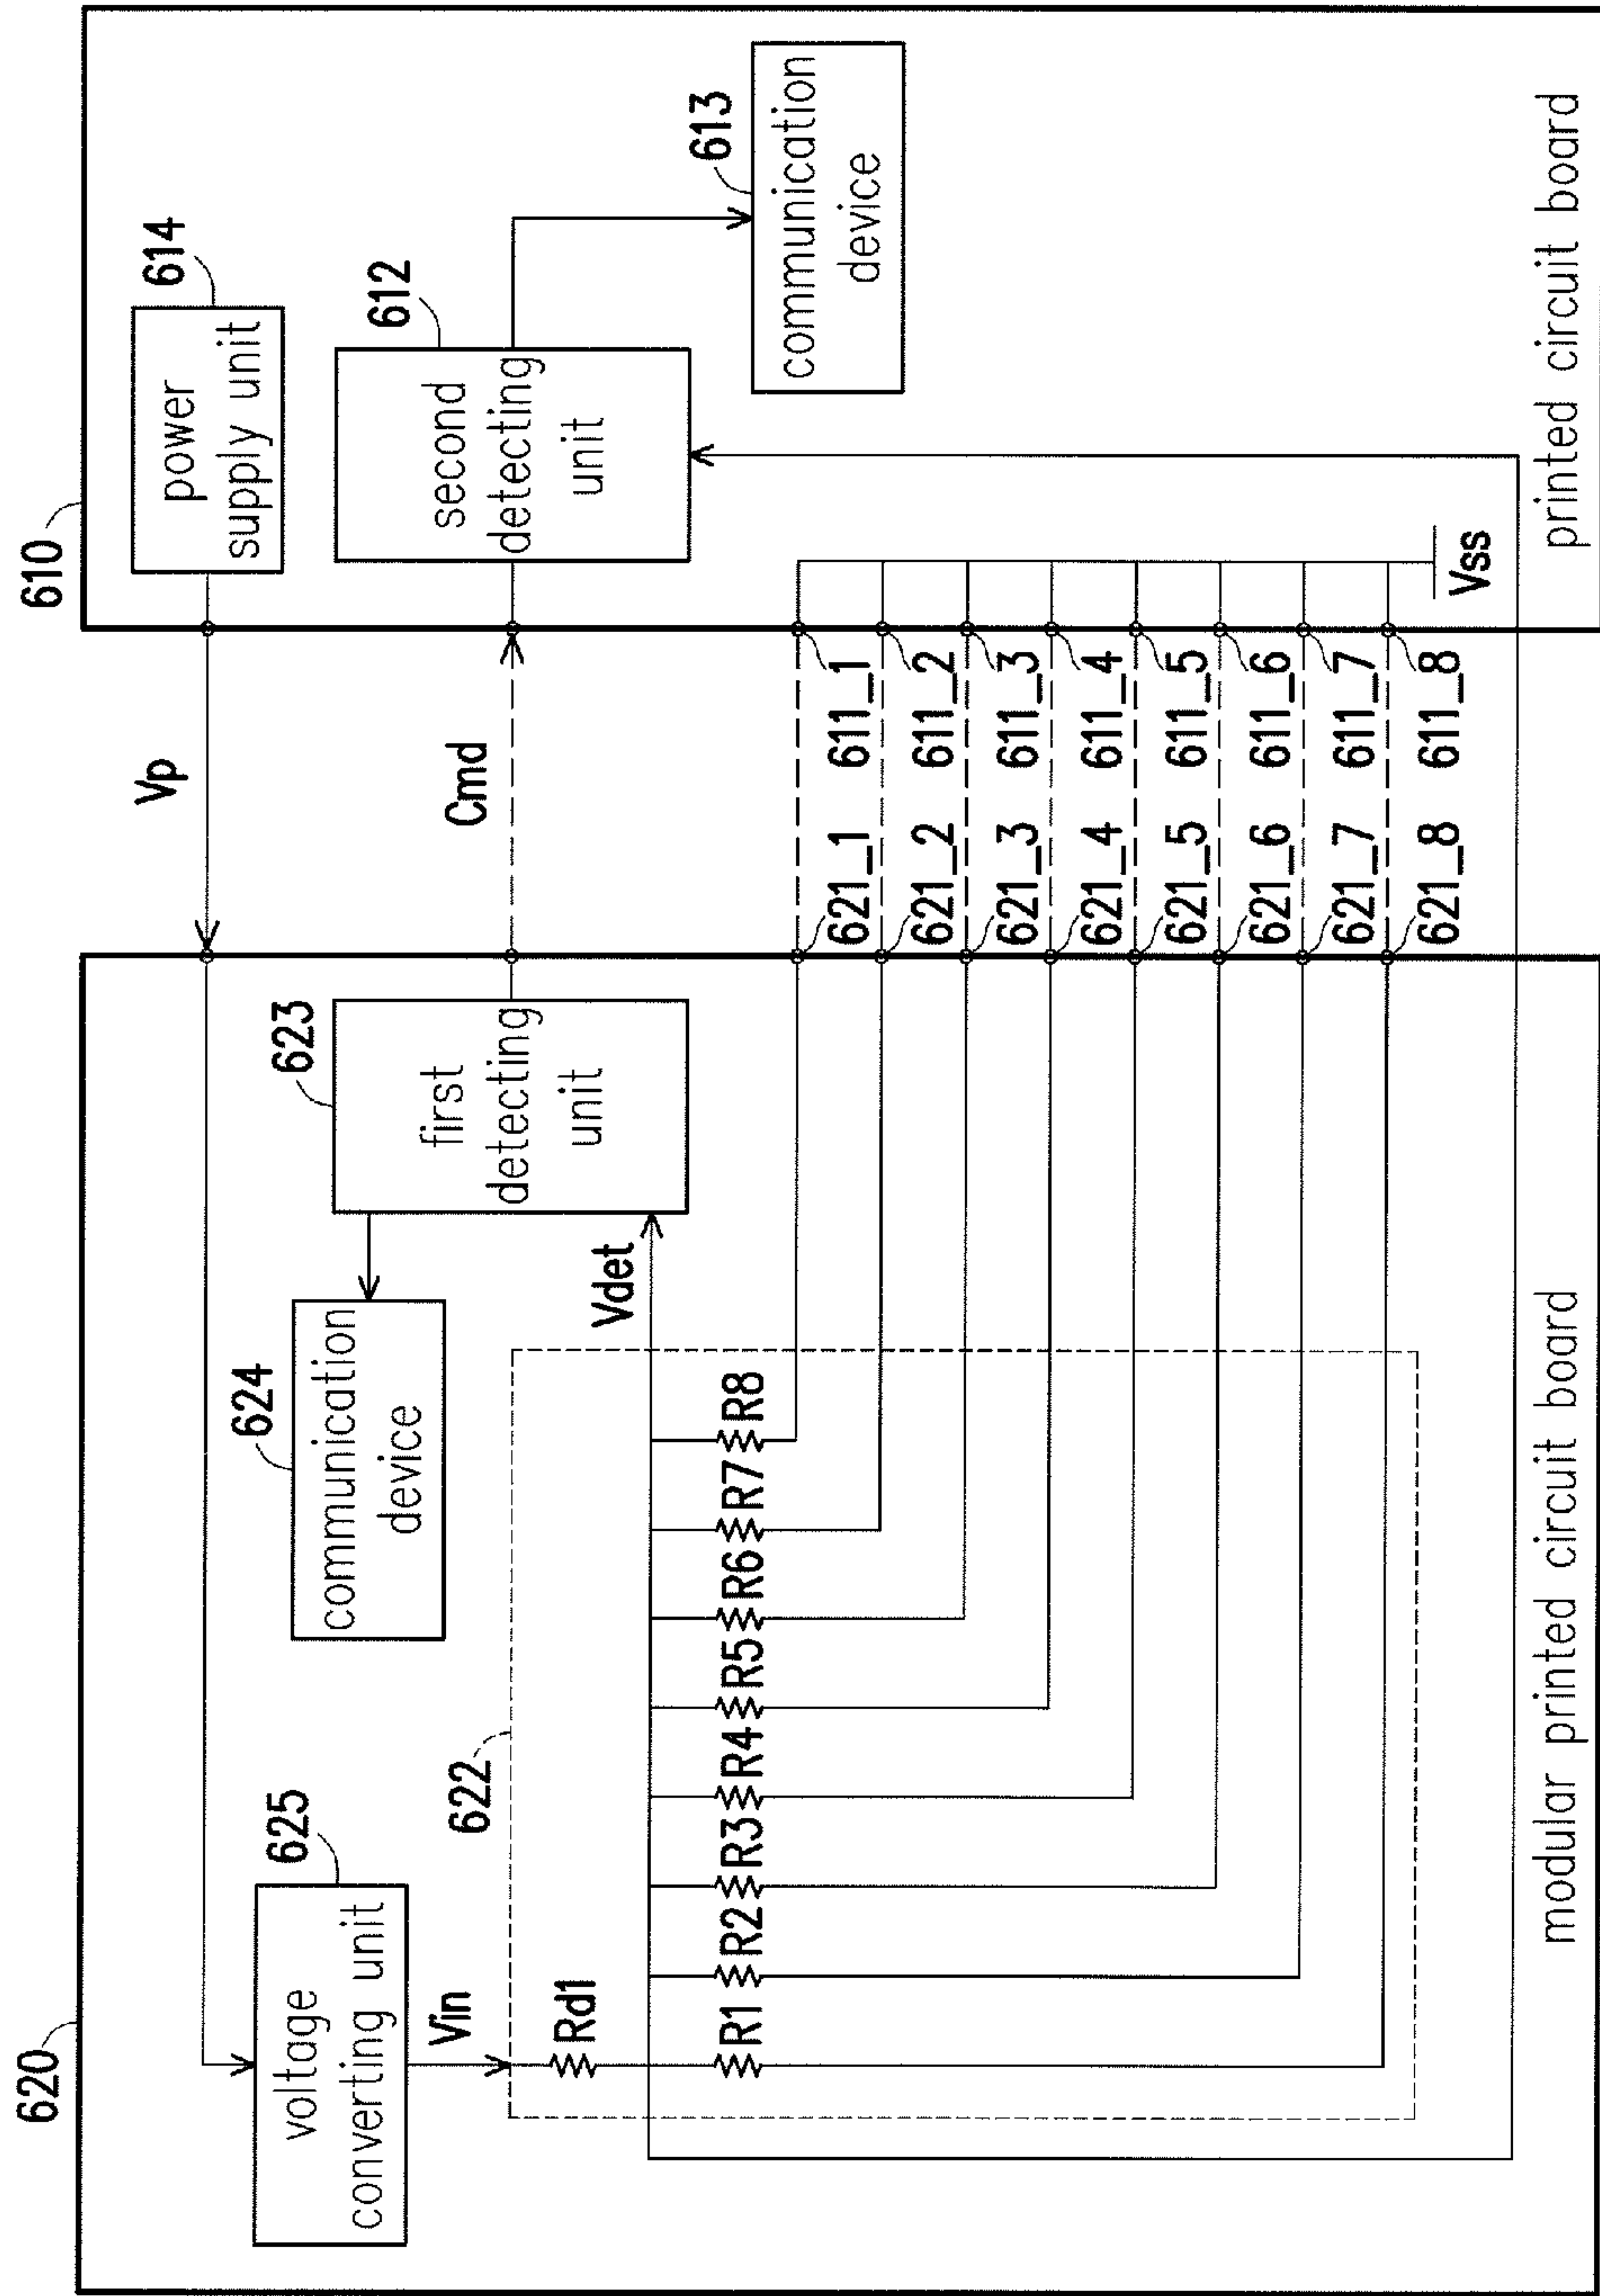 620
610
voltage
converting unit
625
Vin
Vp
power
supply unit
614
communication
device
624
first
detecting
unit
623
Cmd
second
detecting
unit
612
communication
device
613
622
Vdet
Rd1
R1
R2
R3
R4
R5
R6
R7
R8
621_1
611_1
621_2
611_2
621_3
611_3
621_4
611_4
621_5
611_5
621_6
611_6
621_7
611_7
621_8
611_8
Vss
modular printed circuit board
printed circuit board